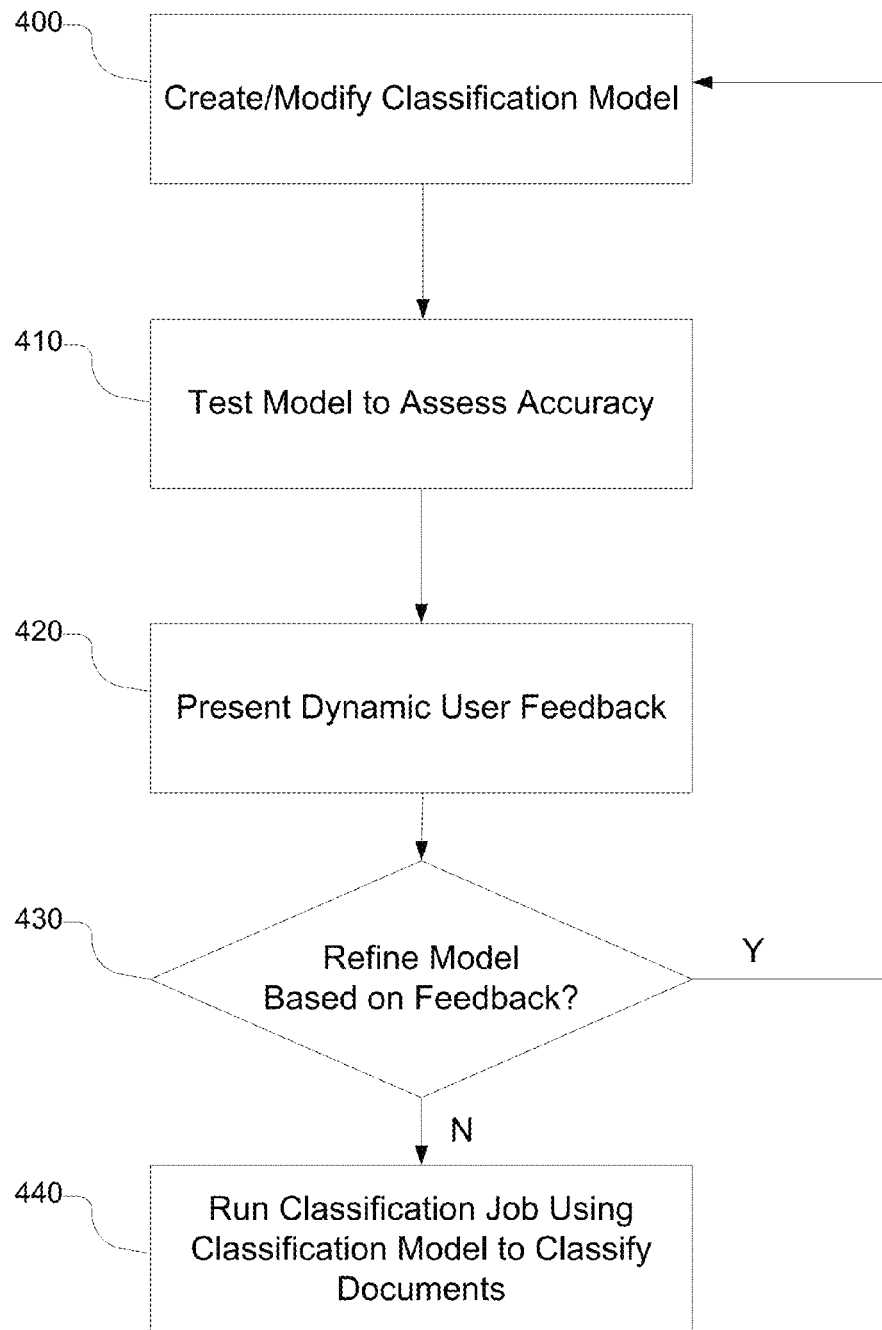 400
Create/Modify Classification Model
410
Test Model to Assess Accuracy
420
Present Dynamic User Feedback
430
Refine Model
Based on Feedback?
Y
N
440
Run Classification Job Using
Classification Model to Classify
Documents